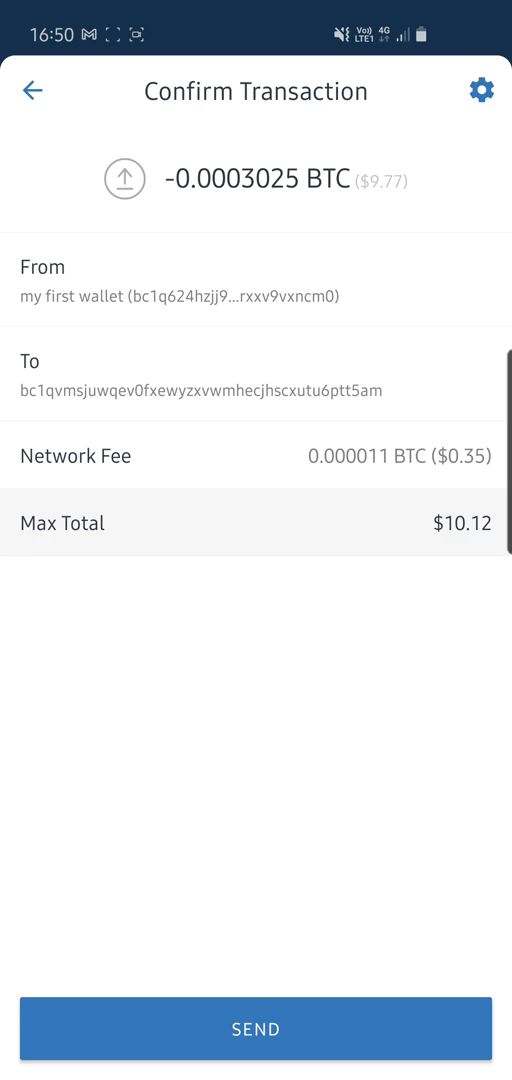 16:50 Vo)) 4G
LTE1
Confirm Transaction
-0.0003025 BTC ($9.77)
From
my first wallet (bc1q624hzjj9...rxxv9vxncm0)
To
bc1qvmsjuwqev0fxewyzxvwmhecjhscxutu6ptt5am
Network Fee 0.000011 BTC ($0.35)
Max Total $10.12
SEND